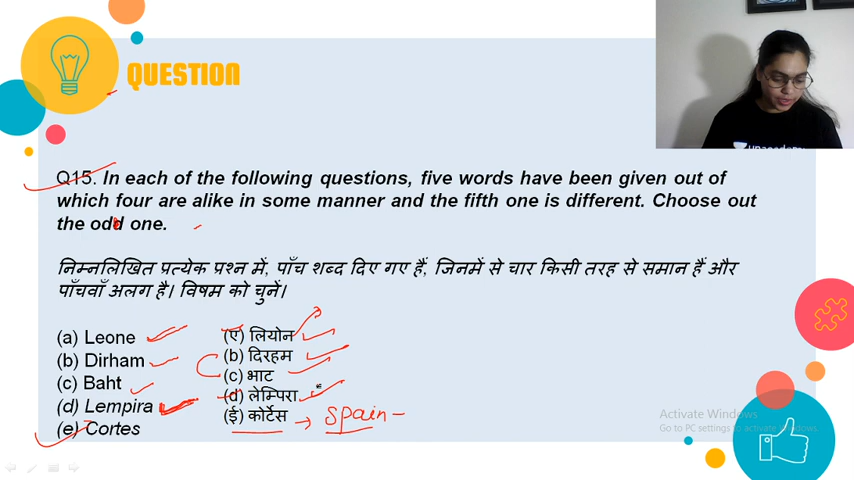 QUESTION
Q15. In each of the following questions, five words have been given out of
which four are alike in some manner and the fifth one is different. Choose out
the odd one.
निम्नलिखित प्रत्येक प्रश्न में, पाँच शब्द दिए गए हैं, जिनमें से चार किसी तरह से समान हैं और
पाँचवाँ अलग है। विषम को चुनें।
(a) Leone
(b) Dirham
(c) Baht
(d) Lempira
(e) Cortes
(ए) लियोन
(b) दिरहम
(c) भाट
(d) लेम्पिरा
(ई) कोर्टेस
Spain
Activate Windows
Go to PC settings to activate Windows.